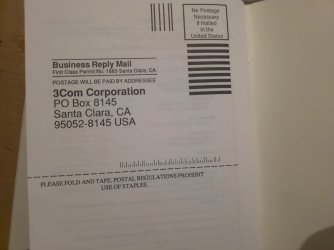 No Postage
Necessary
if mailed
in the
United States
Business Reply Mail
First Class Permit No. 1883 Santa Clara, CA.
POSTAGE WILL BE PAID BY ADDRESSEE
3Com Corporation
PO Box 8145
Santa Clara, CA
95052-8145 USA
PLEASE FOLD AND TAPE. POSTAL REGULATIONS PROHIBIT
USE OF STAPLES.